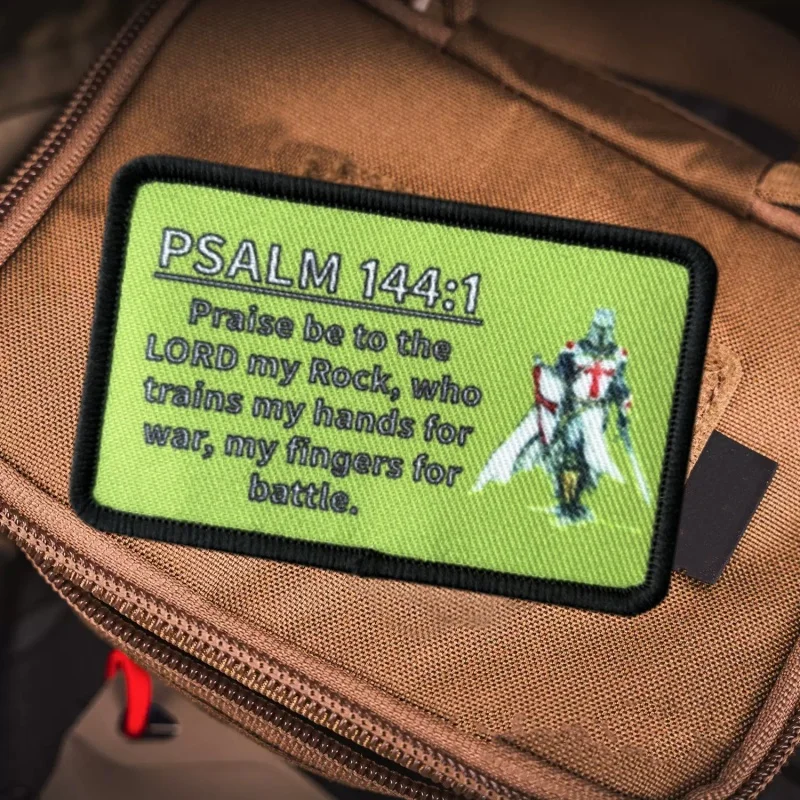 PSALM 144:1
Praise be to the
LORD my Rock, who
trains my hands for
war, my fingers for
battle.